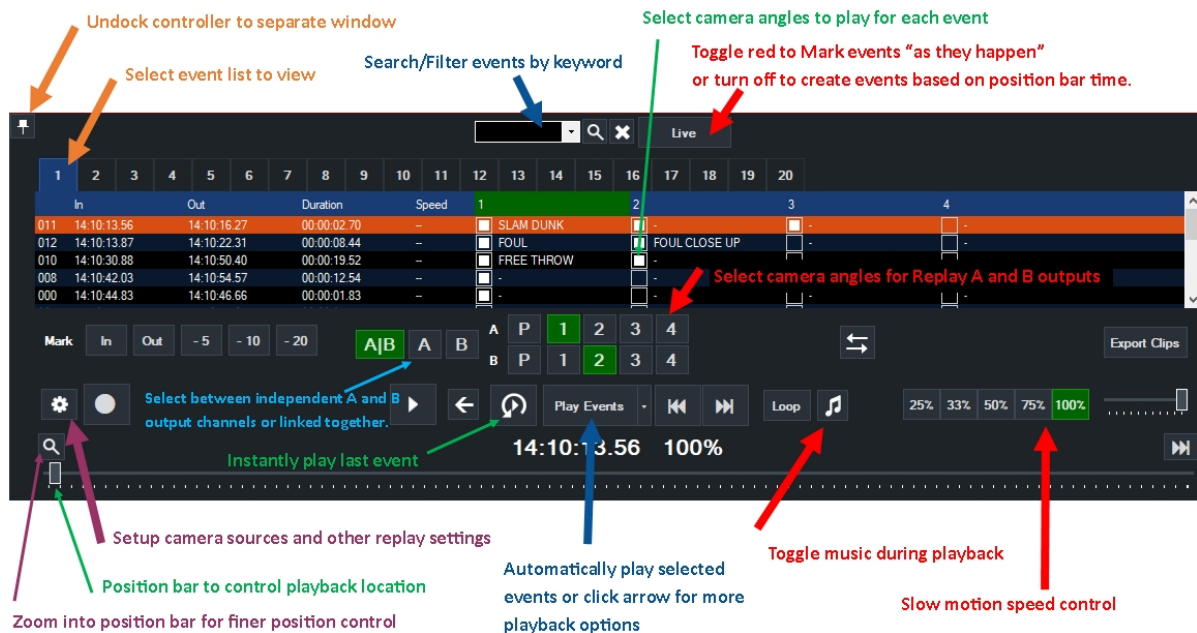 Undock controller to separate window
Select camera angles to play for each event
Select event list to view
Search/Filter events by keyword
Toggle red to Mark events “as they happen”
or turn off to create events based on position bar time.
Live
1 2 3 4 5 6 7 8 9 10 11 12 13 14 15 16 17 18 19 20
In Out Duration Speed 1 2 3 4
011 14:10:13.56 14:10:16.27 00:00:02.70 -- SLAM DUNK - - -
012 14:10:13.87 14:10:22.31 00:00:08.44 -- FOUL FOUL CLOSE UP - -
010 14:10:30.88 14:10:50.40 00:00:19.52 -- FREE THROW -
008 14:10:42.03 14:10:54.57 00:00:12.54 -- - -
Select camera angles for Replay A and B outputs
000 14:10:44.83 14:10:46.66 00:00:01.83 -- - - - -
A P 1 2 3 4
Mark In Out - 5 - 10 - 20 A|B A B Export Clips
B P 1 2 3 4
Select between independent A and B
output channels or linked together.
Play Events Loop 25% 33% 50% 75% 100%
14:10:13.56 100%
Instantly play last event
Setup camera sources and other replay settings
Toggle music during playback
Position bar to control playback location
Automatically play selected
events or click arrow for more
playback options
Slow motion speed control
Zoom into position bar for finer position control